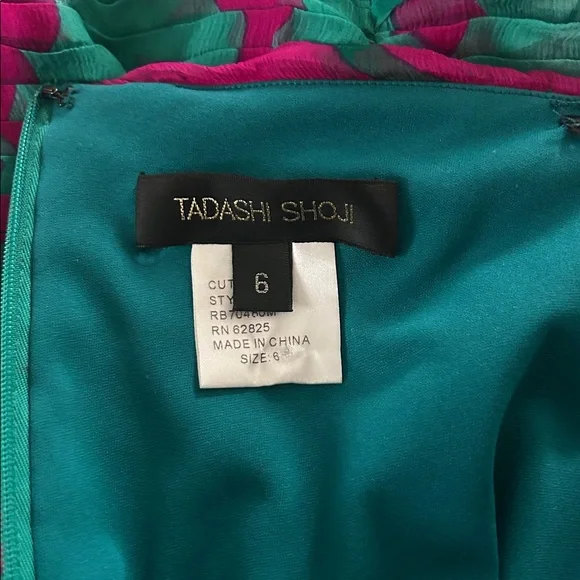 TADASHI SHOJI
6
CUT
STY
RN 62825
MADE IN CHINA
SIZE: 6